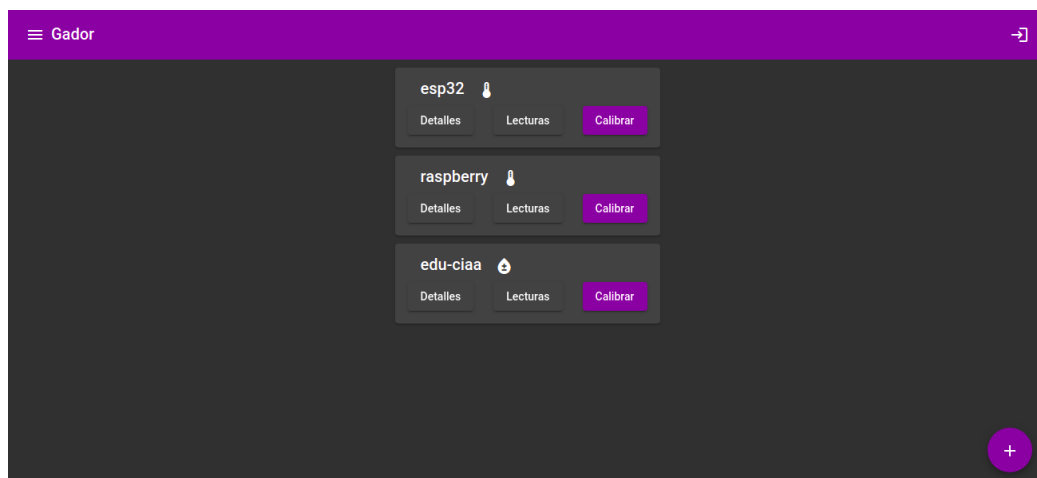 Gador
esp32
Detalles Lecturas Calibrar
raspberry
Detalles Lecturas Calibrar
edu-ciaa
Detalles Lecturas Calibrar